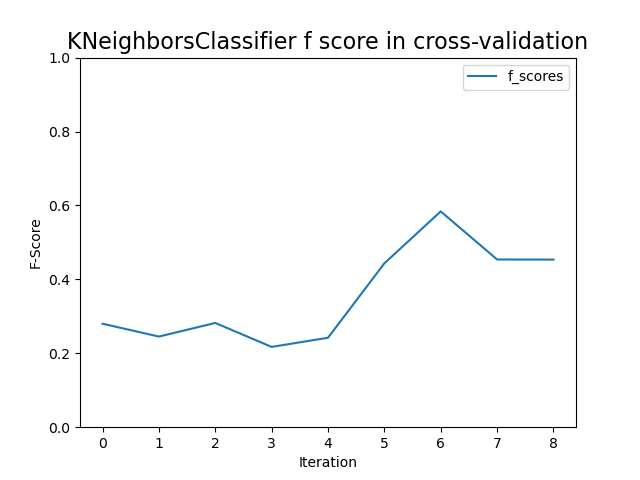 KNeighborsClassifier f score in cross-validation
f_scores
F-Score
1.0
0.8
0.6
0.4
0.2
0.0
0 1 2 3 4 5 6 7 8
Iteration